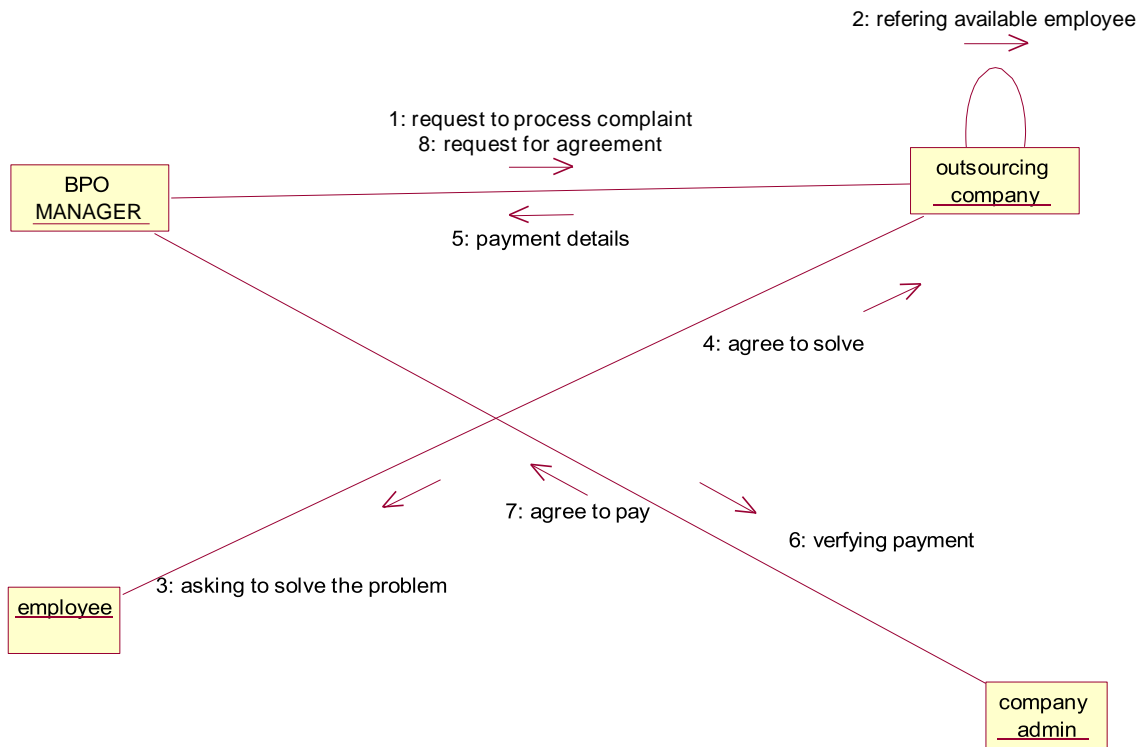 2: refering available employee
1: request to process complaint
8: request for agreement
BPO
MANAGER
outsourcing
company
5: payment details
4: agree to solve
7: agree to pay
6: verfying payment
3: asking to solve the problem
employee
company
admin